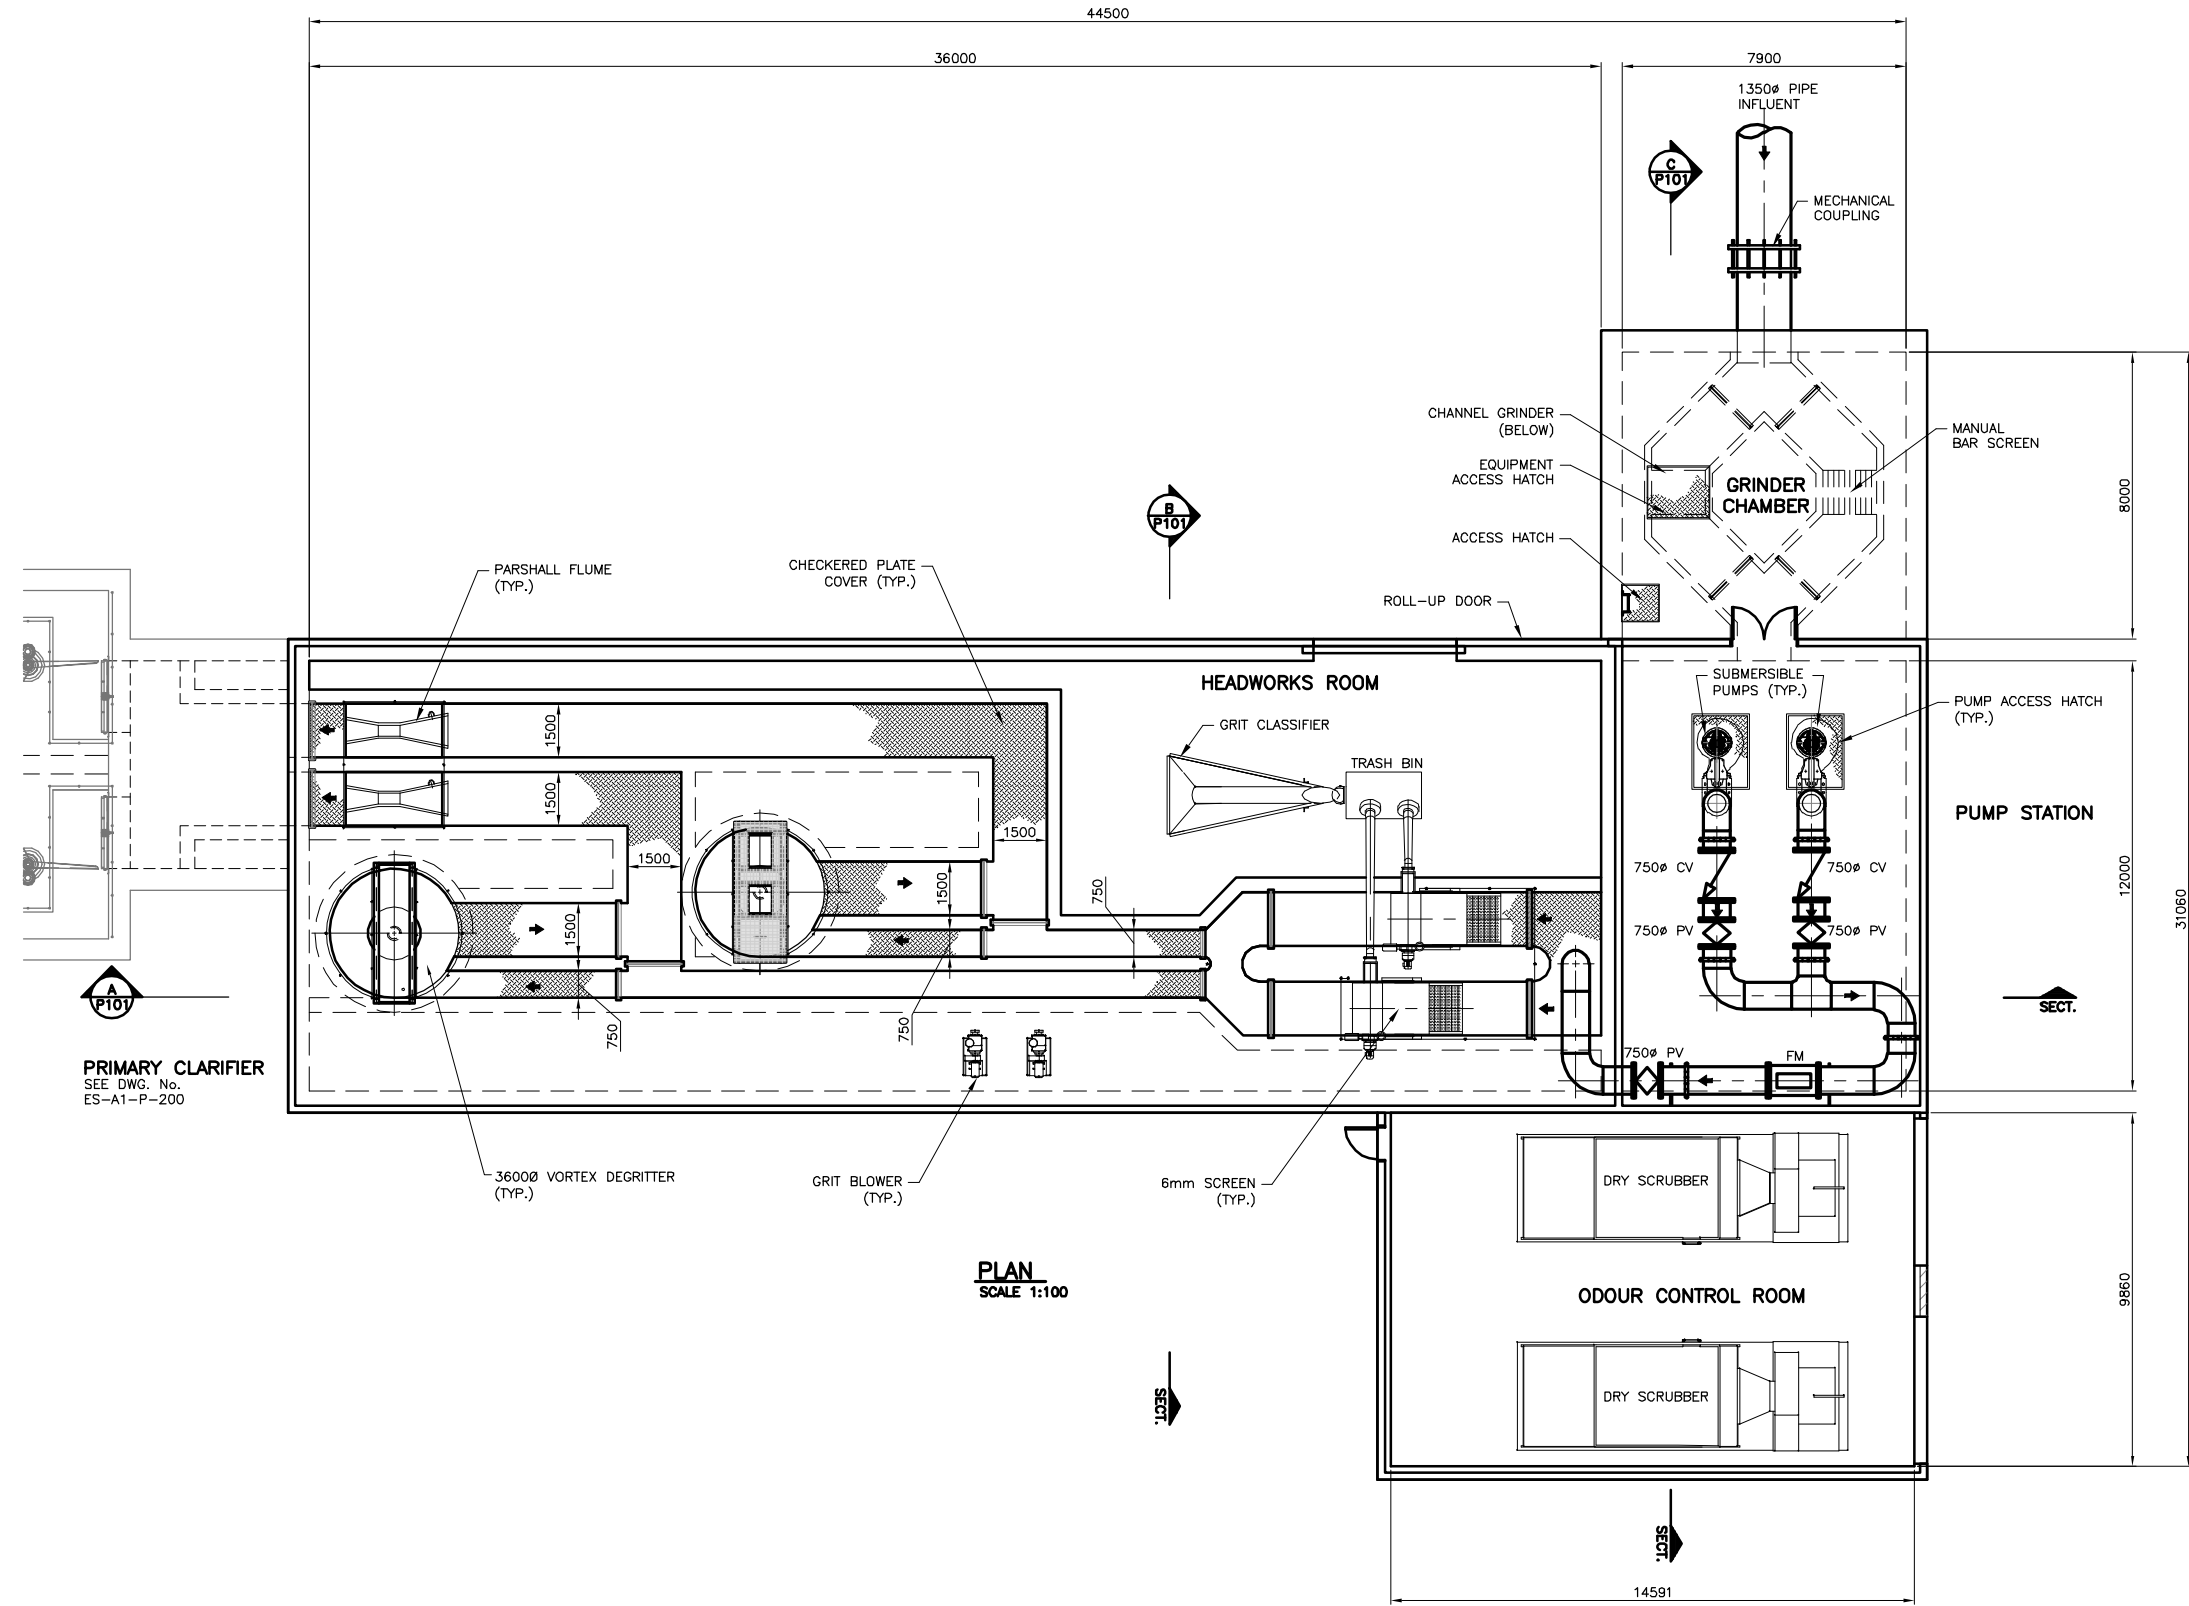 44500
36000
7900
1350ø PIPE
INFLUENT
C
P101
MECHANICAL
COUPLING
CHANNEL GRINDER
(BELOW)
MANUAL
BAR SCREEN
EQUIPMENT
ACCESS HATCH
GRINDER
CHAMBER
8000
B
P101
ACCESS HATCH
PARSHALL FLUME
(TYP.)
CHECKERED PLATE
COVER (TYP.)
ROLL-UP DOOR
HEADWORKS ROOM
SUBMERSIBLE
PUMPS (TYP.)
PUMP ACCESS HATCH
(TYP.)
1500
GRIT CLASSIFIER
TRASH BIN
1500
PUMP STATION
1500
1500
750ø CV
750ø CV
1500
750
12000
31060
1500
750ø PV
750ø PV
A
P101
750
750
SECT.
PRIMARY CLARIFIER
SEE DWG. No.
ES-A1-P-200
750ø PV
FM
3600Ø VORTEX DEGRITTER
(TYP.)
GRIT BLOWER
(TYP.)
6mm SCREEN
(TYP.)
DRY SCRUBBER
PLAN
SCALE 1:100
ODOUR CONTROL ROOM
9860
SECT.
DRY SCRUBBER
SECT.
14591